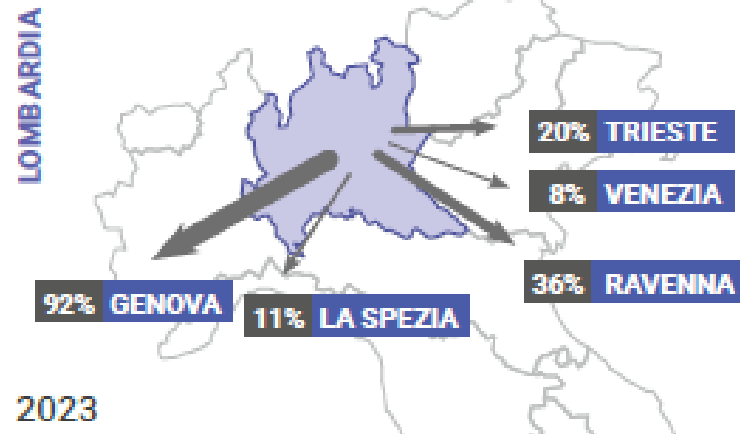 LOMBARDIA
20% TRIESTE
8% VENEZIA
36% RAVENNA
92% GENOVA
11% LA SPEZIA
2023